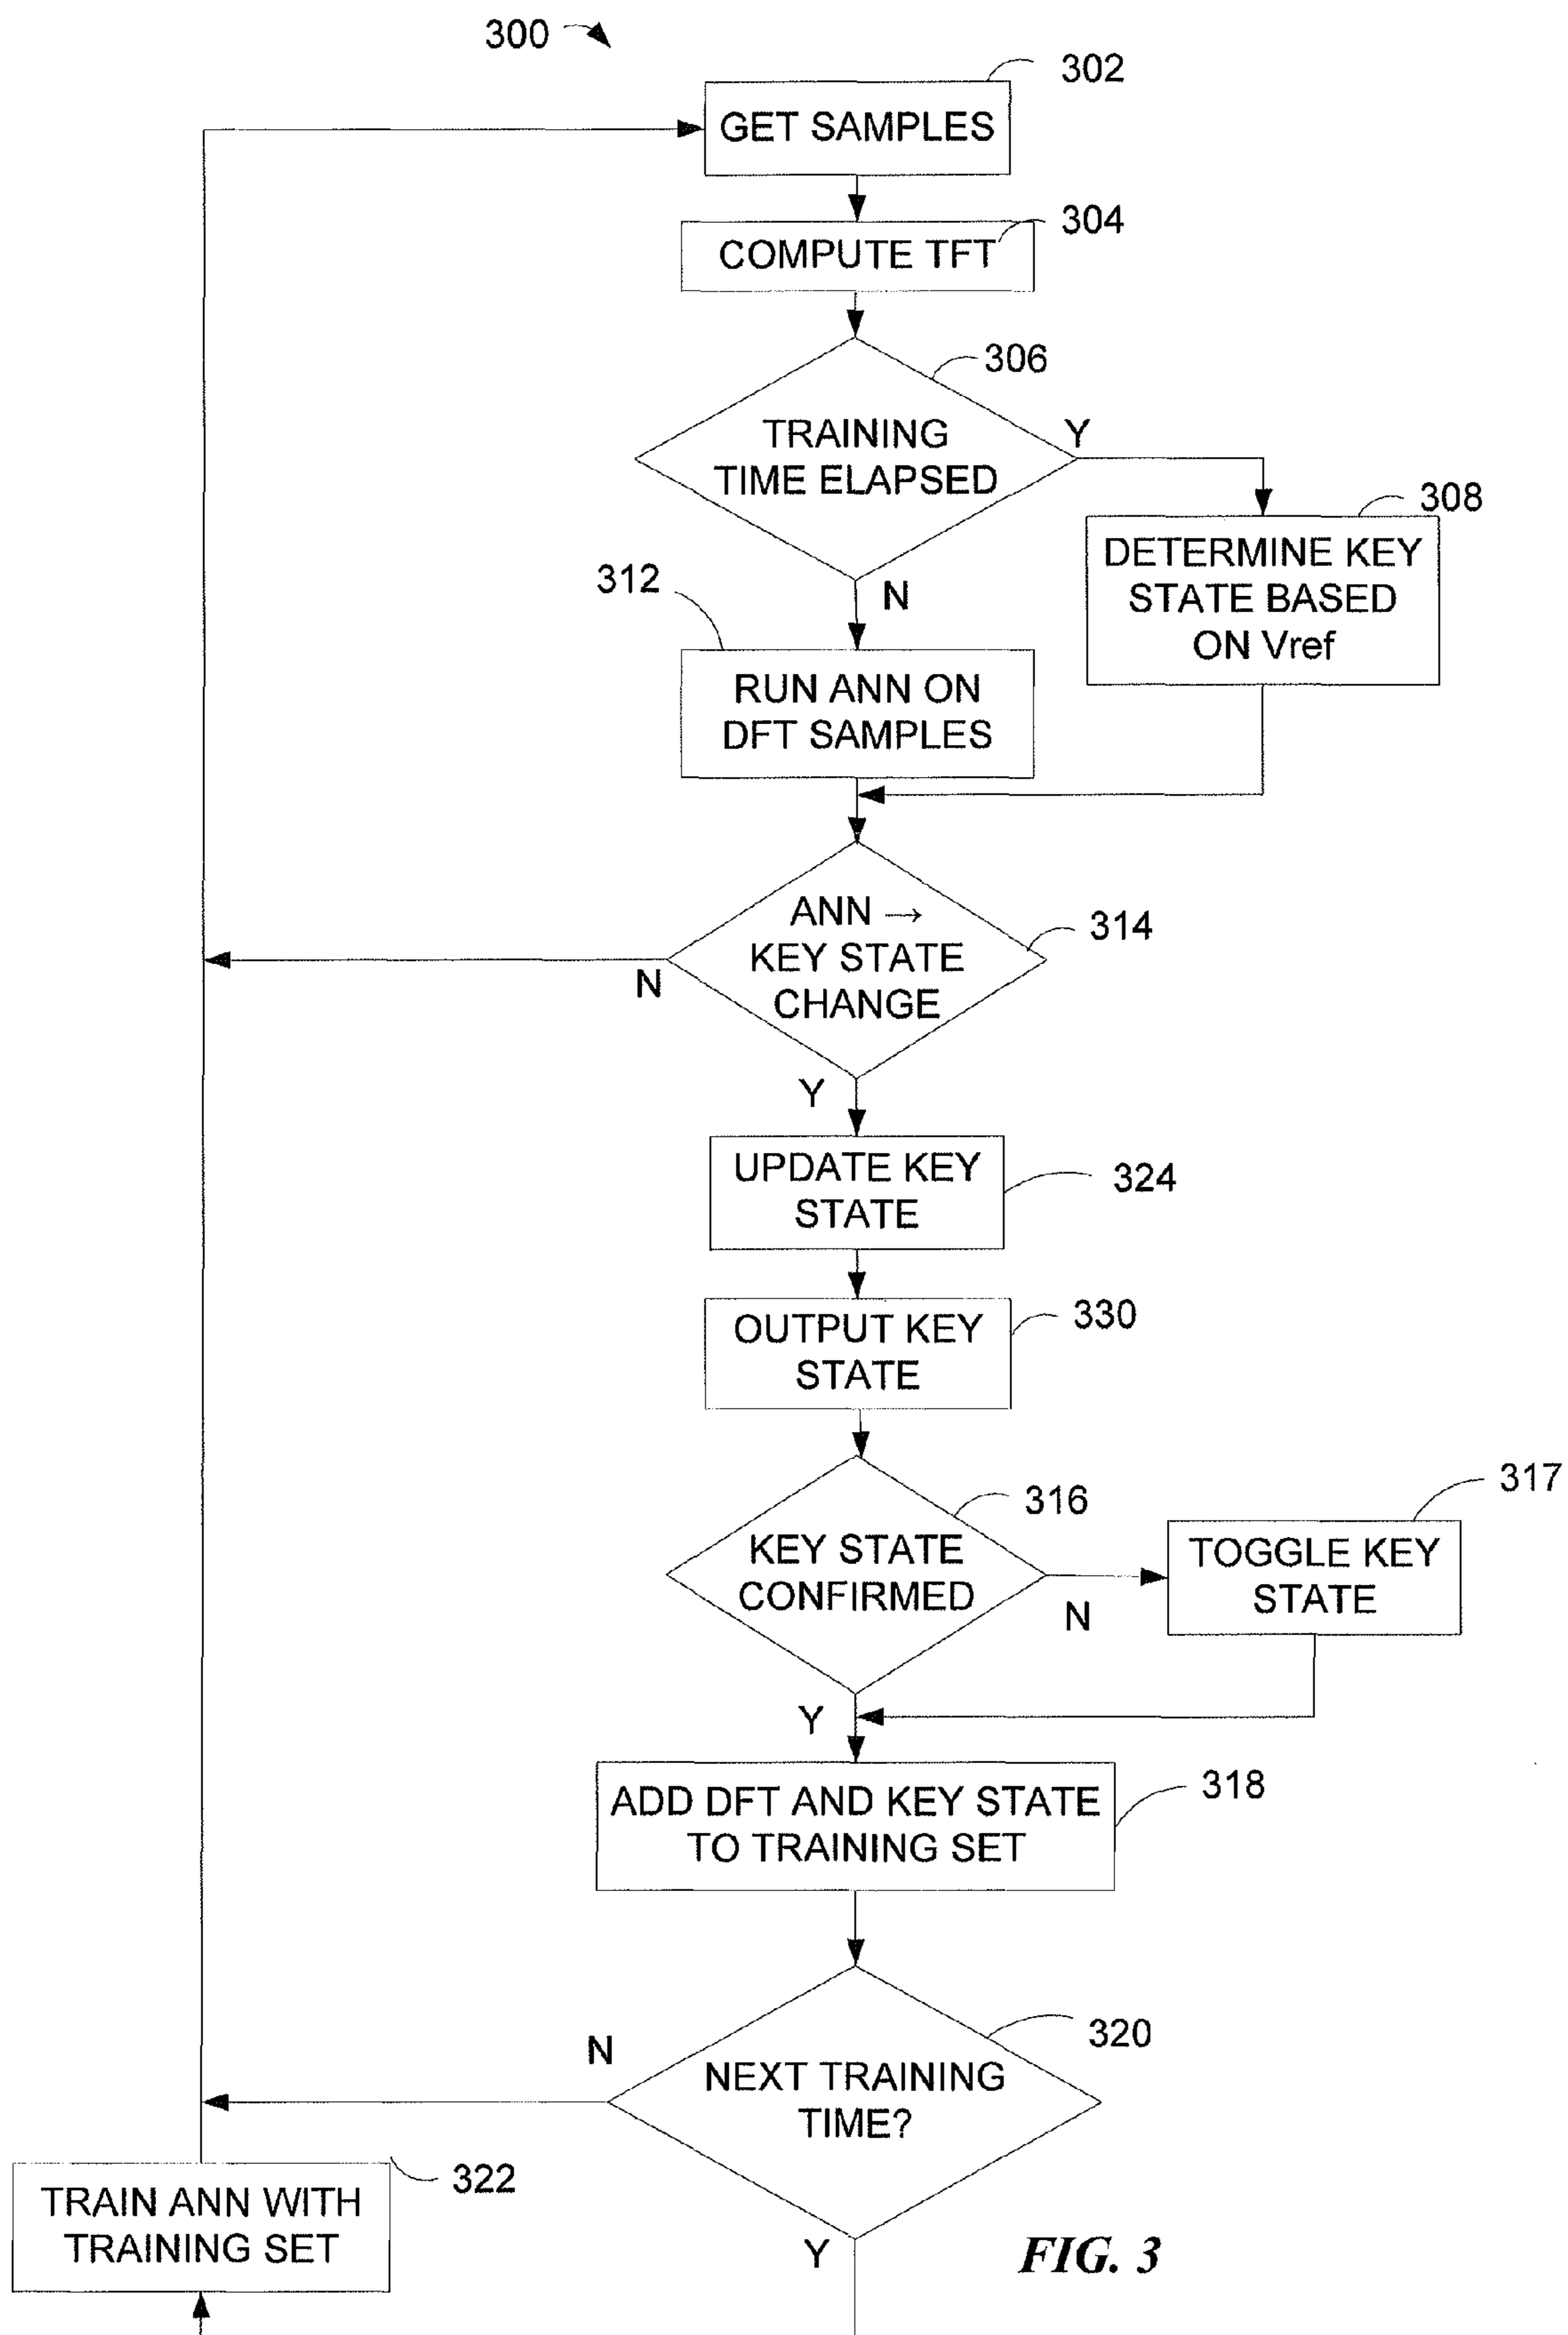 300
302
GET SAMPLES
304
COMPUTE TFT
306
TRAINING
TIME ELAPSED
Y
308
DETERMINE KEY
STATE BASED
ON Vref
N
312
RUN ANN ON
DFT SAMPLES
ANN →
KEY STATE
CHANGE
314
N
Y
UPDATE KEY
STATE
324
OUTPUT KEY
STATE
330
316
KEY STATE
CONFIRMED
N
317
TOGGLE KEY
STATE
Y
ADD DFT AND KEY STATE
TO TRAINING SET
318
320
NEXT TRAINING
TIME?
N
322
TRAIN ANN WITH
TRAINING SET
Y
FIG. 3